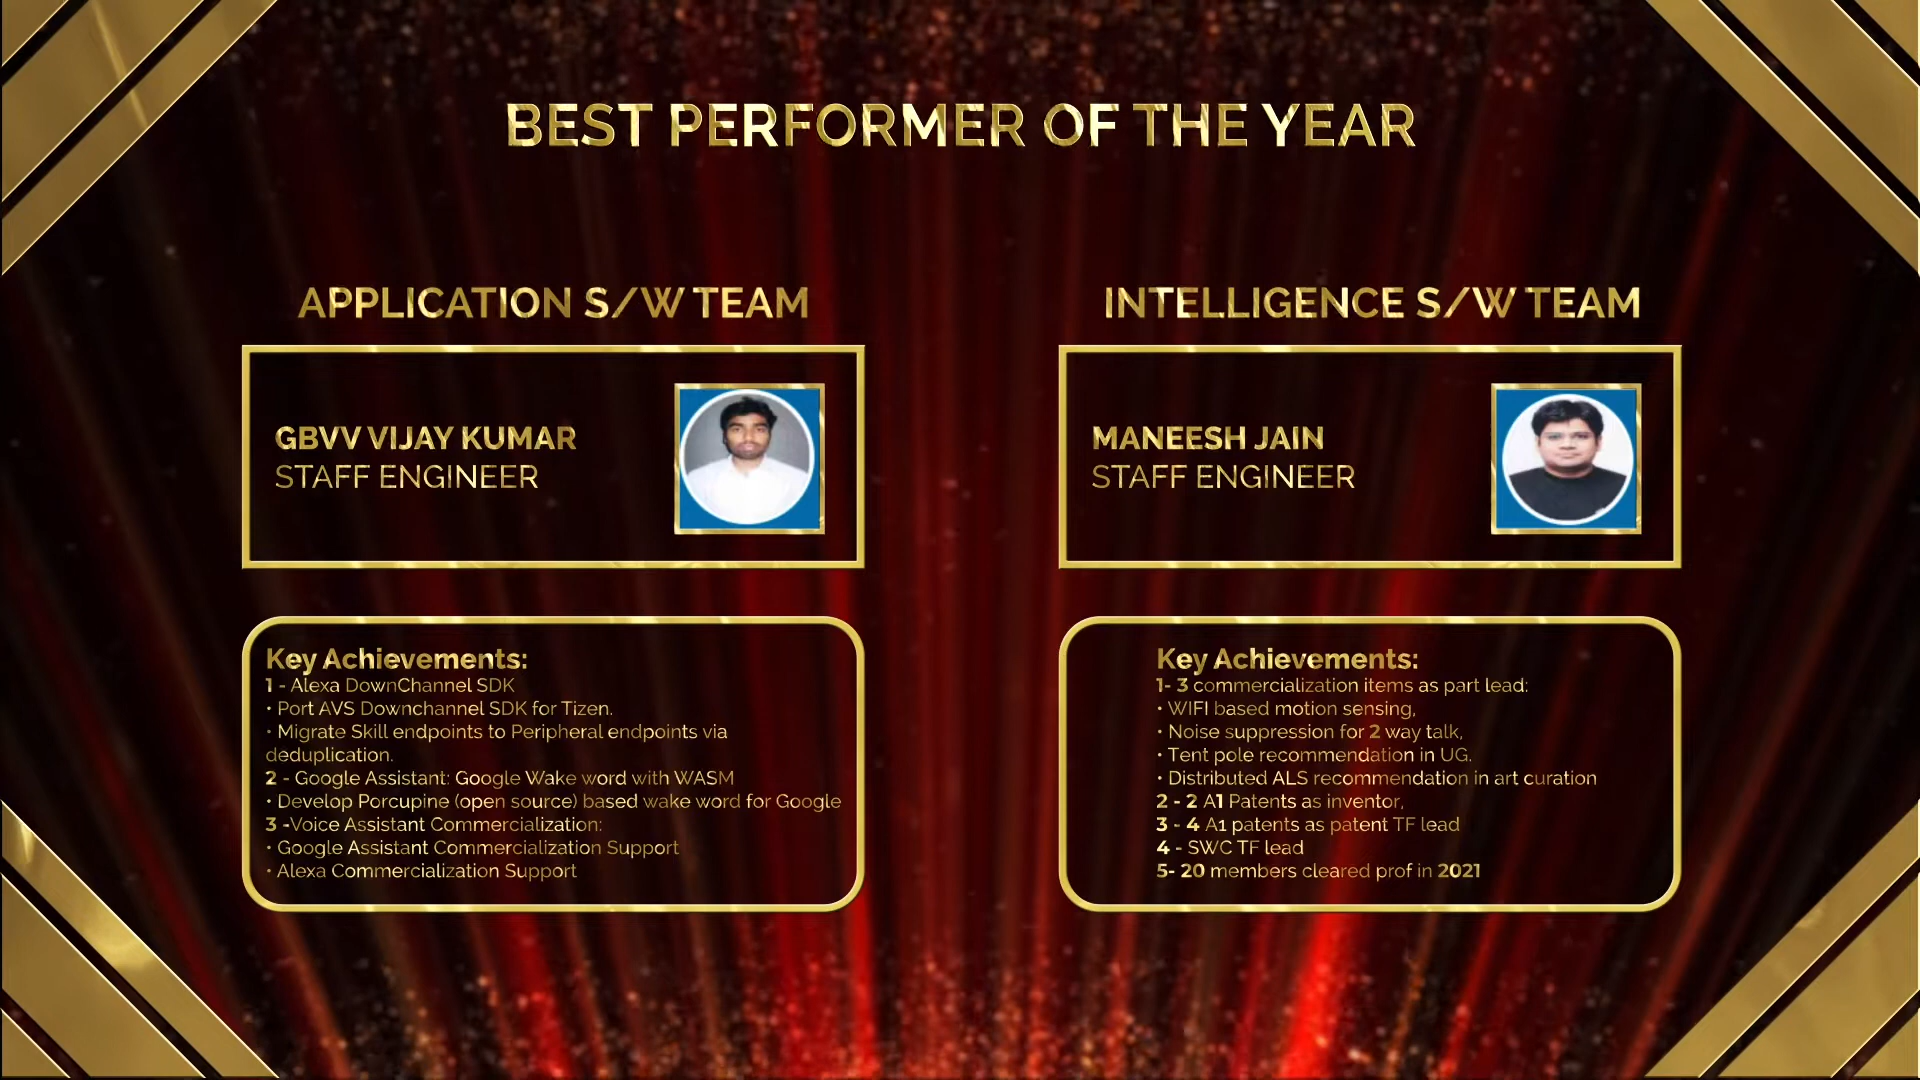 BEST PERFORMER OF THE YEAR
APPLICATION S/W TEAM
GBVV VIJAY KUMAR
STAFF ENGINEER
Key Achievements:
1 - Alexa DownChannel SDK
• Port AVS Downchannel SDK for Tizen.
• Migrate Skill endpoints to Peripheral endpoints via
deduplication.
2 - Google Assistant: Google Wake word with WASM
• Develop Porcupine (open source) based wake word for Google
3 -Voice Assistant Commercialization:
• Google Assistant Commercialization Support
• Alexa Commercialization Support
INTELLIGENCE S/W TEAM
MANEESH JAIN
STAFF ENGINEER
Key Achievements:
1- 3 commercialization items as part lead:
• WIFI based motion sensing,
• Noise suppression for 2 way talk,
• Tent pole recommendation in UG.
• Distributed ALS recommendation in art curation
2 - 2 A1 Patents as inventor,
3 - 4 A1 patents as patent TF lead
4 - SWC TF lead
5- 20 members cleared prof in 2021